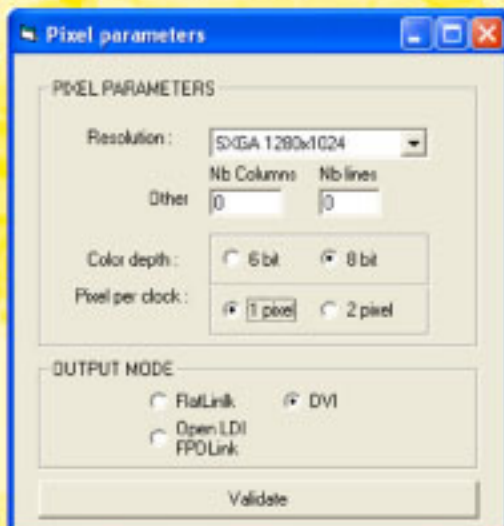 Pixel parameters
PIXEL PARAMETERS
Resolution :
SXGA 1280x1024
Nb Columns Nb lines
Other 0 0
Color depth : 6 bit 8 bit
Pixel per clock : 1 pixel 2 pixel
OUTPUT MODE
FlatLink DVI
Open LDI
FPDLink
Validate